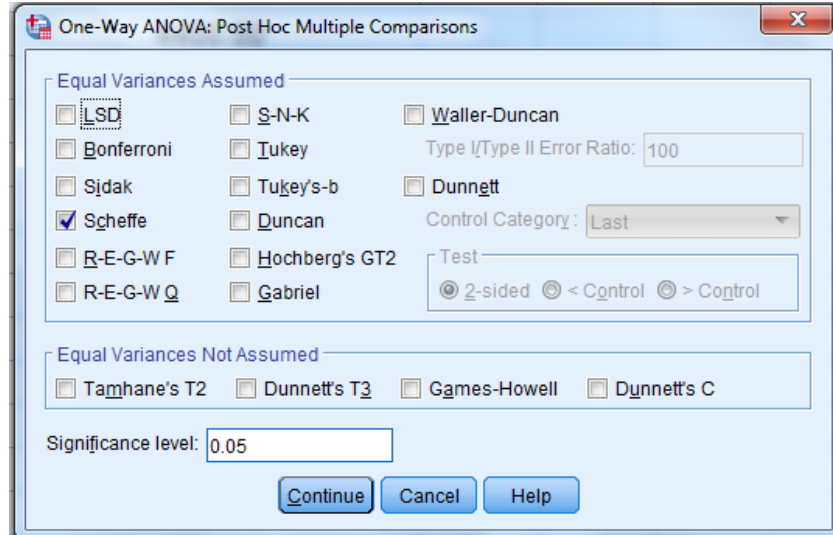 One-Way ANOVA: Post Hoc Multiple Comparisons
Equal Variances Assumed
LSD S-N-K Waller-Duncan
Bonferroni Tukey Type I/Type II Error Ratio: 100
Sidak Tukey's-b Dunnett
Scheffe Duncan Control Category : Last
R-E-G-W F Hochberg's GT2 Test
R-E-G-W Q Gabriel 2-sided < Control > Control
Equal Variances Not Assumed
Tamhane's T2 Dunnett's T3 Games-Howell Dunnett's C
Significance level: 0.05
Continue Cancel Help